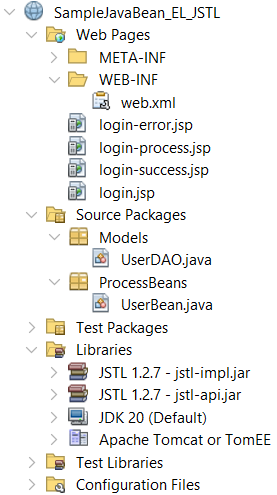 SampleJavaBean_EL_JSTL
Web Pages
META-INF
WEB-INF
web.xml
login-error.jsp
login-process.jsp
login-success.jsp
login.jsp
Source Packages
Models
UserDAO.java
ProcessBeans
UserBean.java
Test Packages
Libraries
JSTL 1.2.7 - jstl-impl.jar
JSTL 1.2.7 - jstl-api.jar
JDK 20 (Default)
Apache Tomcat or TomEE
Test Libraries
Configuration Files